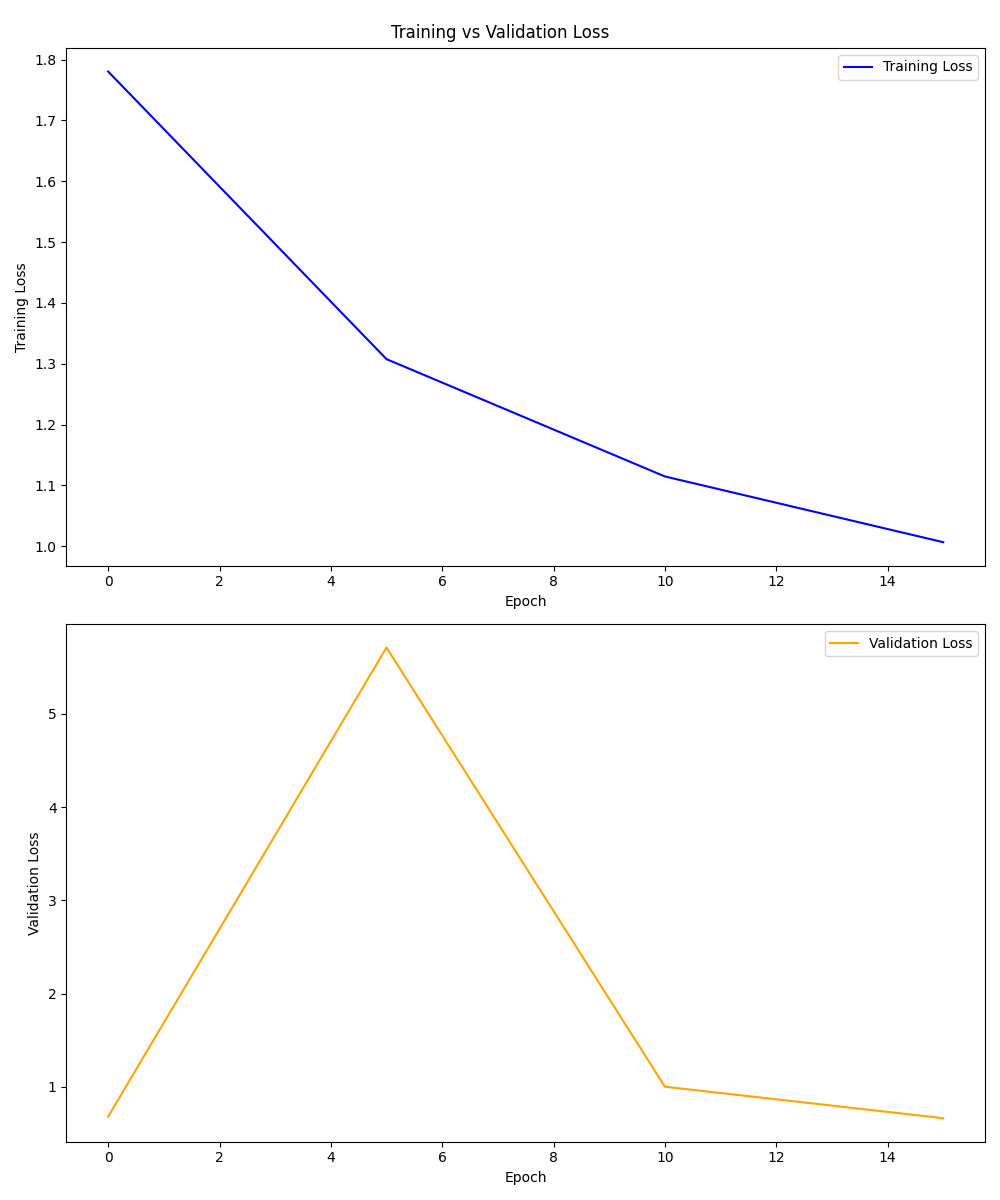 Training vs Validation Loss
Training Loss
1.8
1.7
1.6
1.5
1.4
1.3
1.2
1.1
1.0
Training Loss
0 2 4 6 8 10 12 14
Epoch
Validation Loss
5
4
3
2
1
Validation Loss
0 2 4 6 8 10 12 14
Epoch